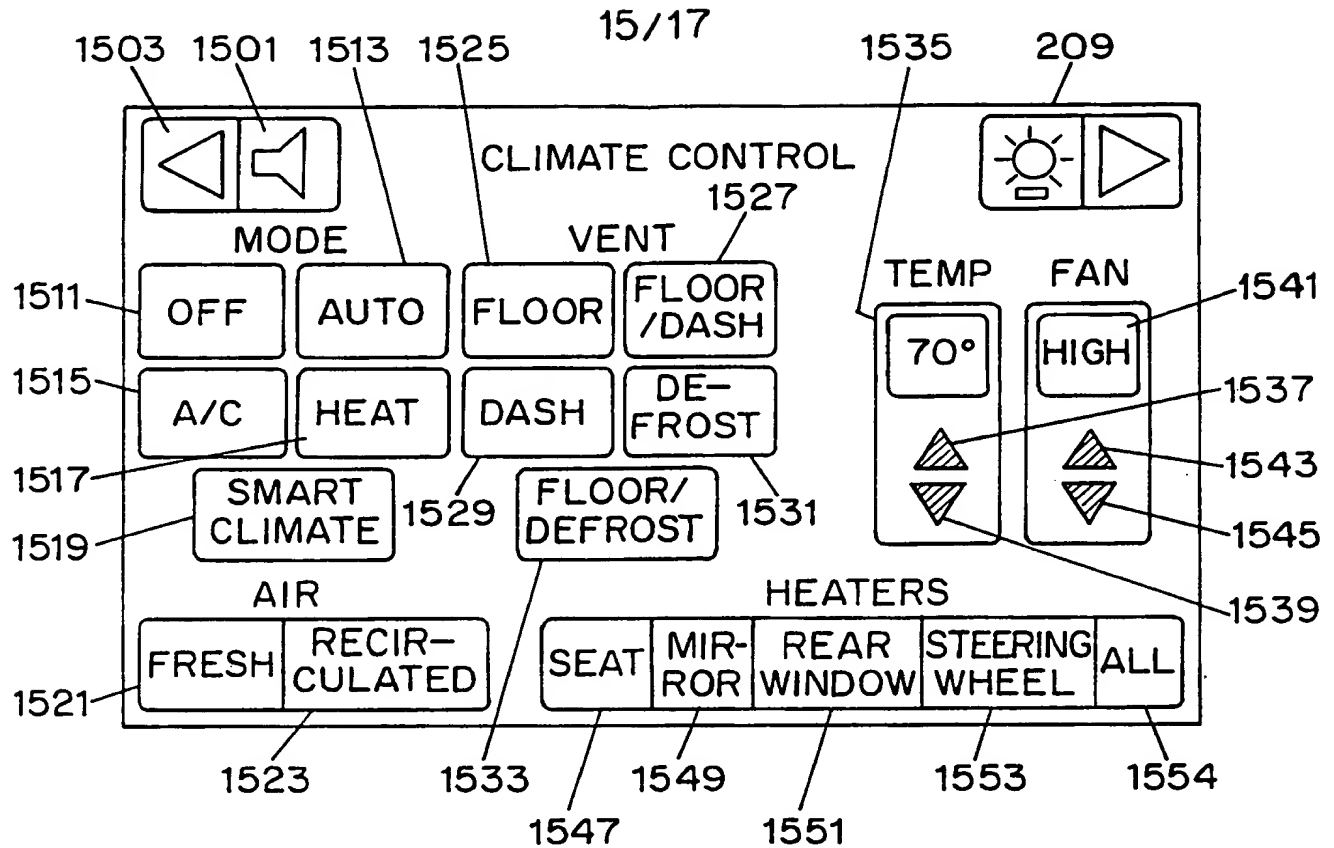 15/17
1503 1501 1513 1525 1535 209
CLIMATE CONTROL
1527
MODE VENT
TEMP FAN
1511 OFF AUTO FLOOR FLOOR
/DASH
70° HIGH 1541
1515 A/C HEAT DASH DE-
FROST
1537
1517 1543
SMART
CLIMATE
1529 FLOOR/
DEFROST
1531
1519 1545
AIR HEATERS 1539
FRESH RECIR-
CULATED
SEAT MIR-
ROR
REAR
WINDOW
STEERING
WHEEL
ALL
1521
1523 1533 1549 1553 1554
1547 1551